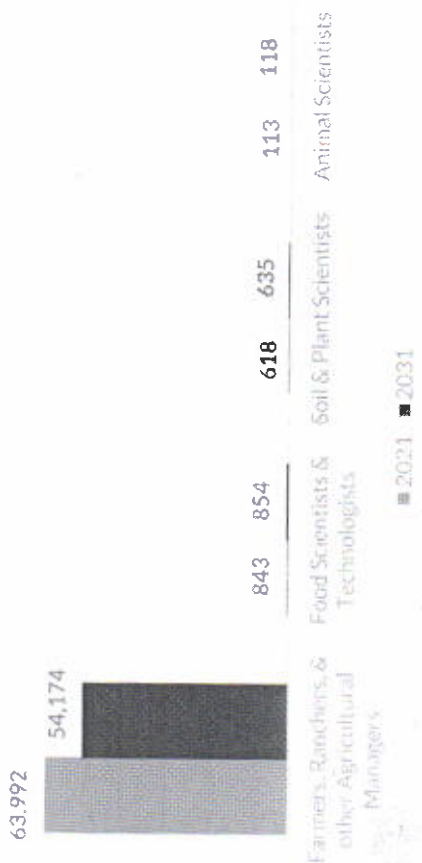 63,992
54,174
843
854
618
635
113
118
Farmers, Ranchers, &
other Agricultural
Managers
Food Scientists &
Technologists
Soil & Plant Scientists
Animal Scientists
2021
2031